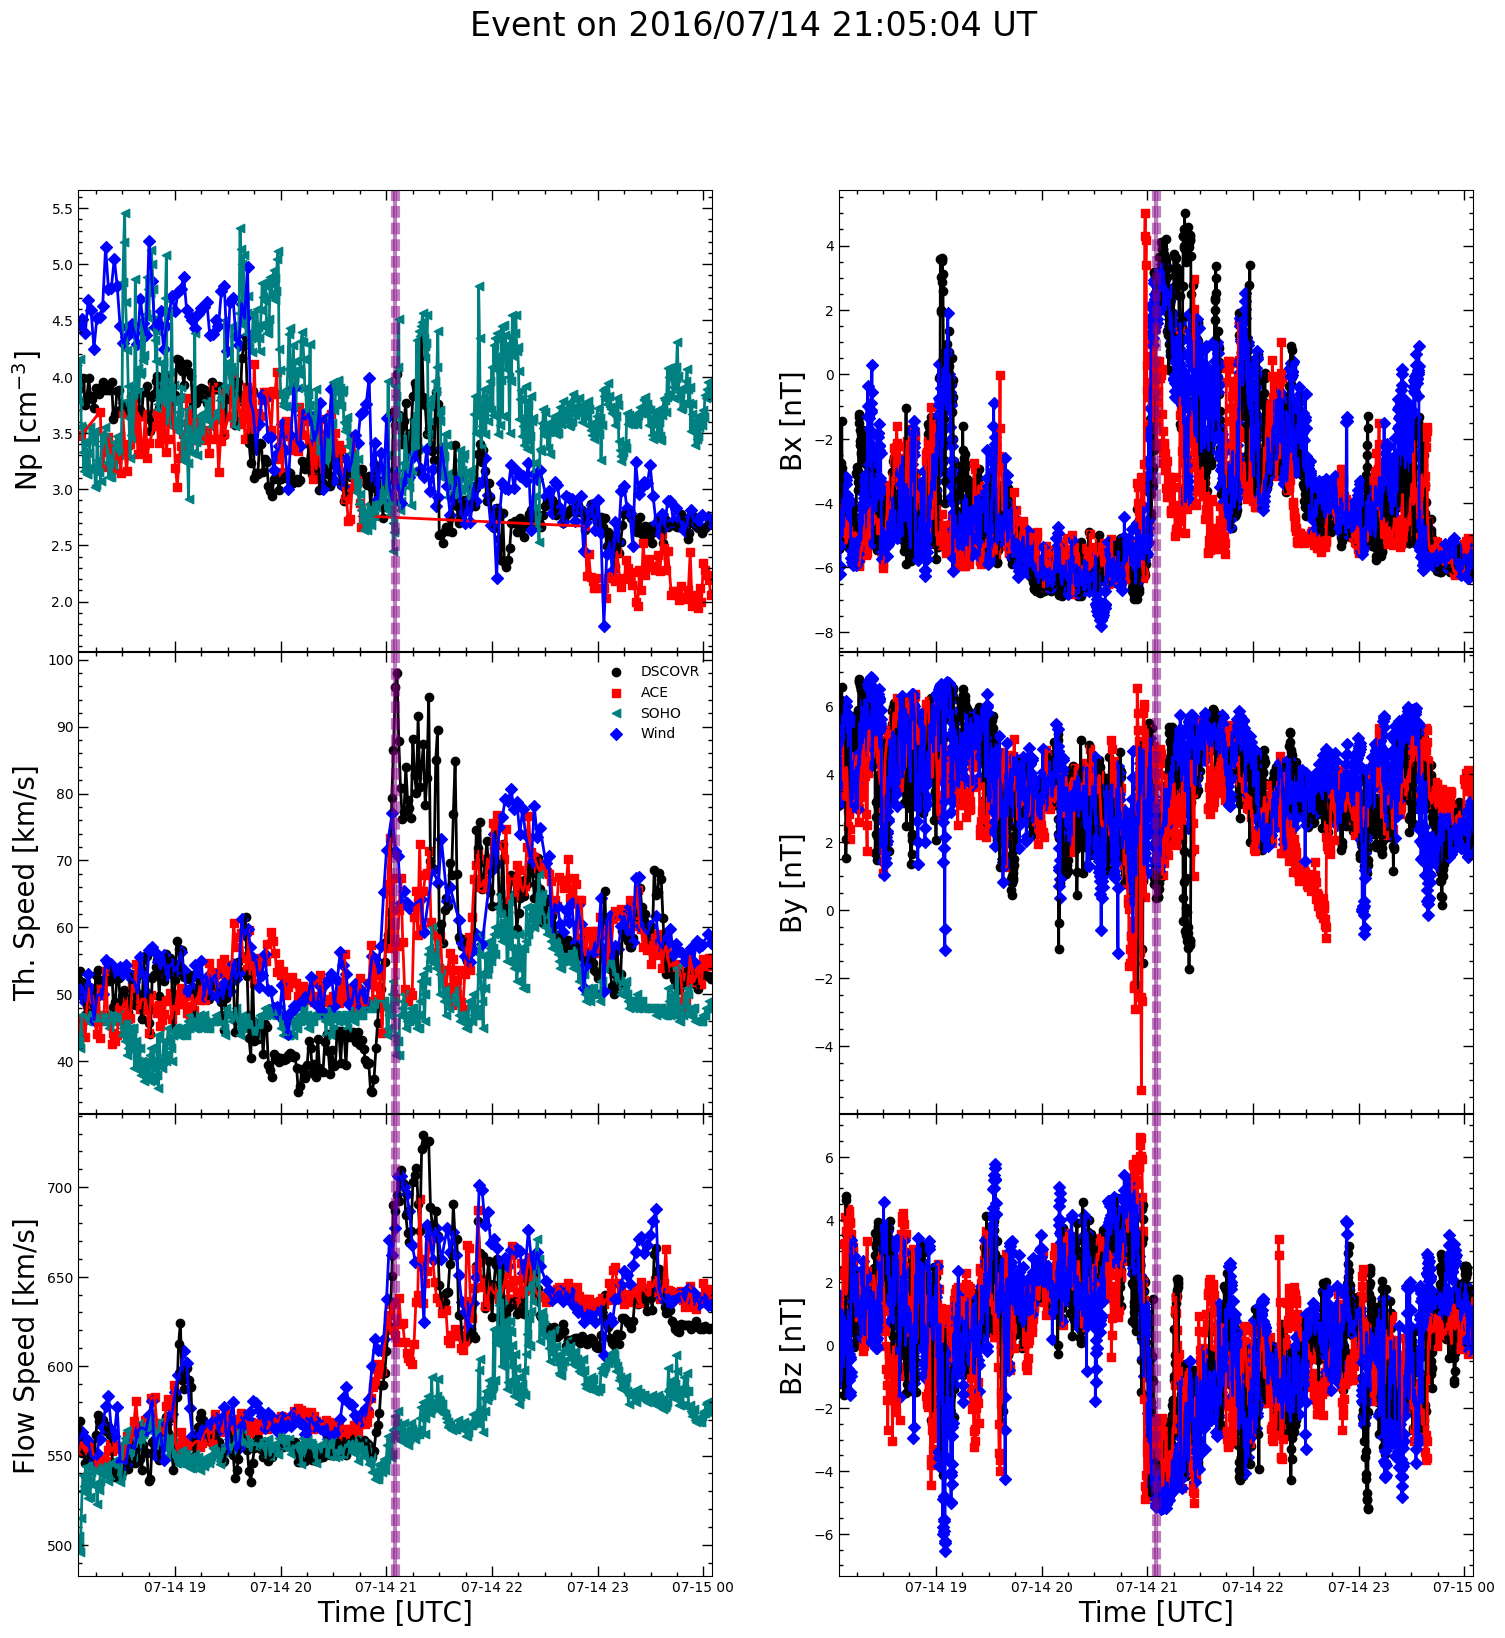 Event on 2016/07/14 21:05:04 UT
Np [cm⁻³]
5.5
5.0
4.5
4.0
3.5
3.0
2.5
2.0
Bx [nT]
4
2
0
−2
−4
−6
−8
Th. Speed [km/s]
100
90
80
70
60
50
40
DSCOVR
ACE
SOHO
Wind
By [nT]
6
4
2
0
−2
−4
Flow Speed [km/s]
700
650
600
550
500
Bz [nT]
6
4
2
0
−2
−4
−6
07-14 19 07-14 20 07-14 21 07-14 22 07-14 23 07-15 00
Time [UTC]
07-14 19 07-14 20 07-14 21 07-14 22 07-14 23 07-15 00
Time [UTC]